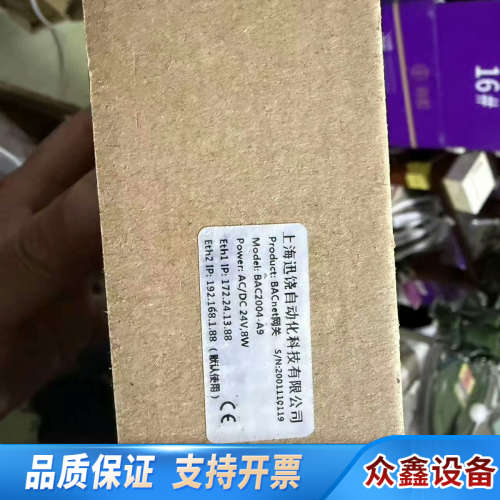 上海迅饶自动化科技有限公司
Product: BACnet网关 S/N:2001110119
Model: BAC2004-A9
Power: AC/DC 24V,8W
Eth1 IP: 172.24.13.88
Eth2 IP: 192.168.1.88（默认使用）
CE
16#
品质保证 支持开票
众鑫设备